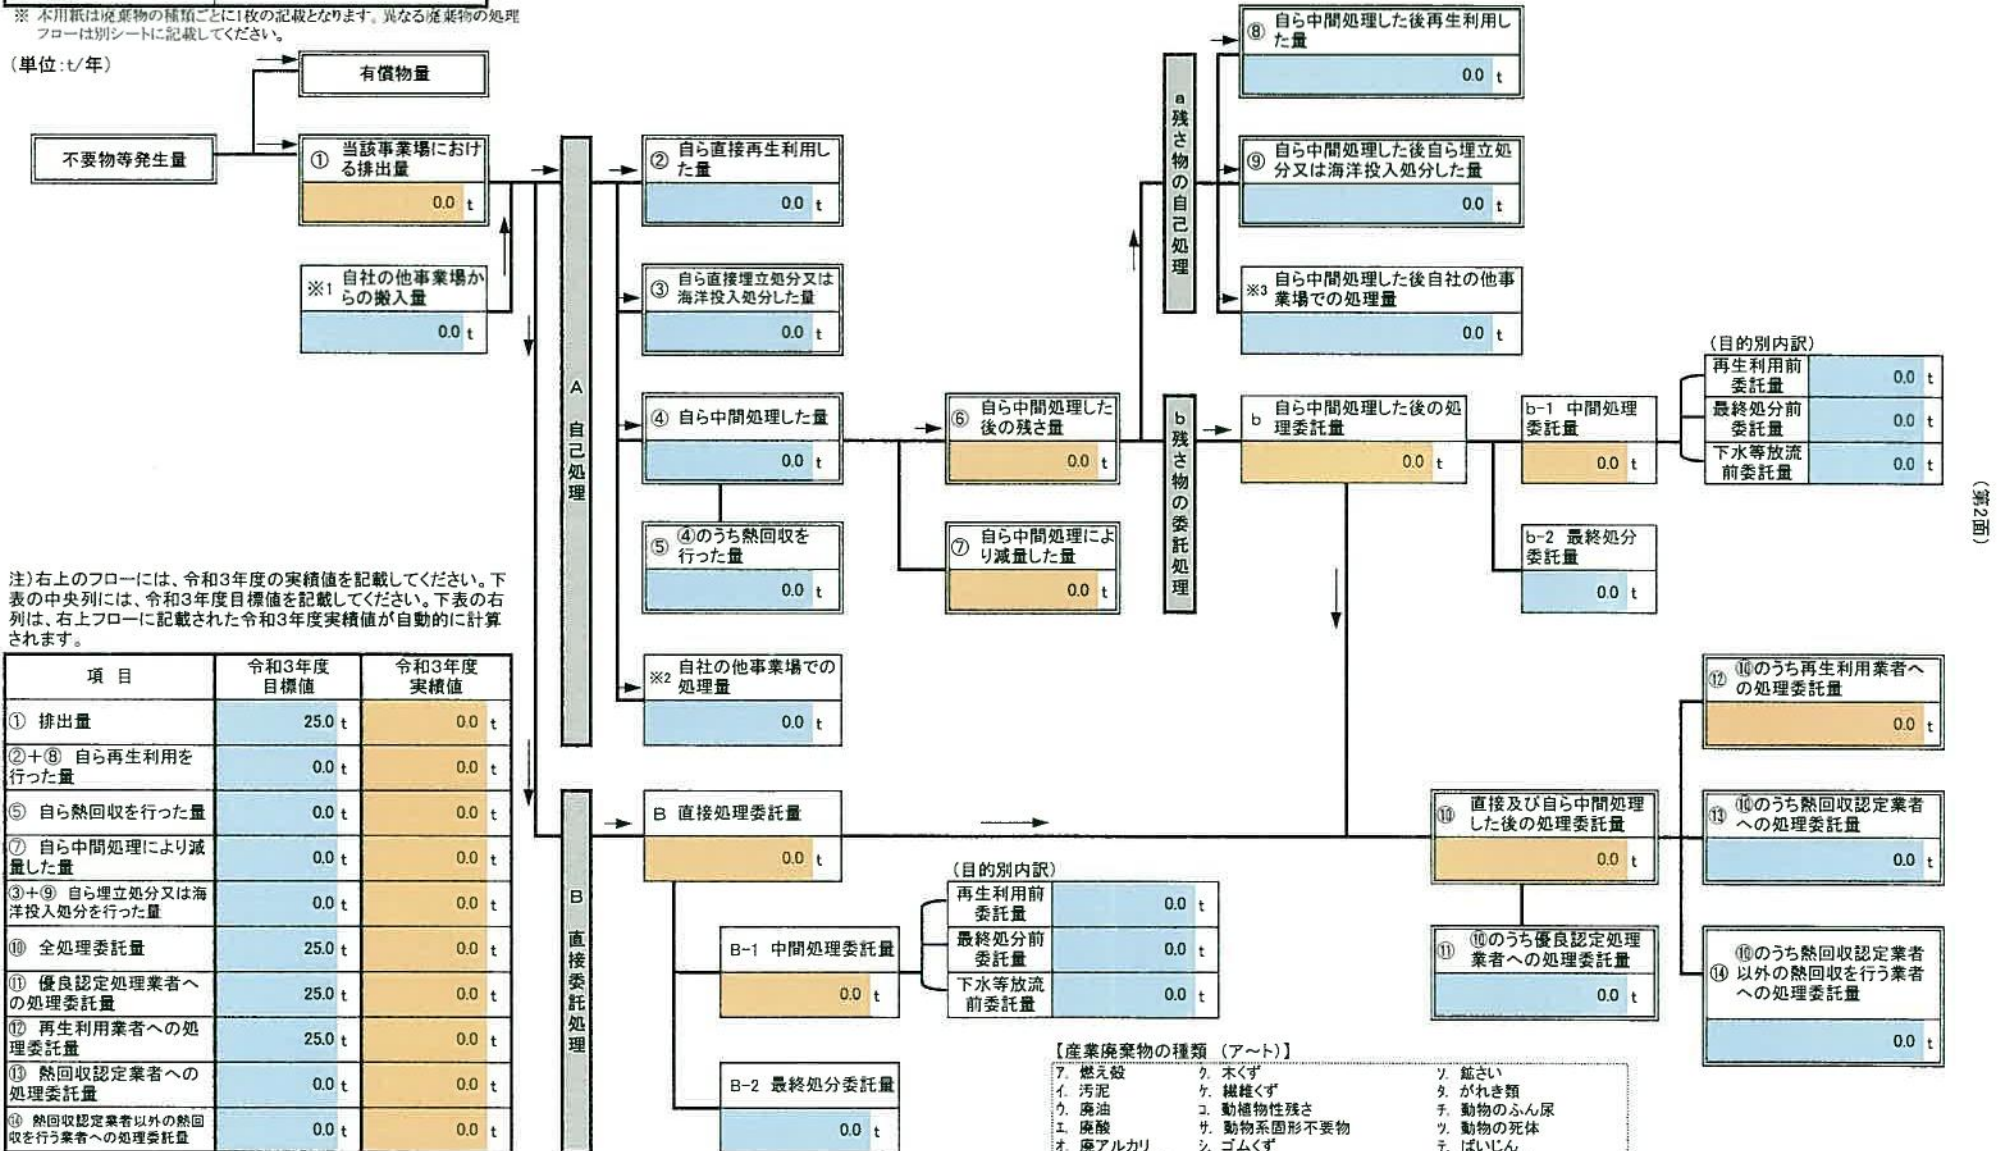 ※ 本用紙は廃棄物の種類ごとに1枚の記載となります。異なる廃棄物の処理
フローは別シートに記載してください。
(単位:t/年)
有償物量
不要物等発生量
① 当該事業場におけ
る排出量
0.0 t
※1 自社の他事業場か
らの搬入量
0.0 t
A 自己処理
② 自ら直接再生利用し
た量
0.0 t
③ 自ら直接埋立処分又は
海洋投入処分した量
0.0 t
④ 自ら中間処理した量
0.0 t
⑤ ④のうち熱回収を
行った量
0.0 t
※2 自社の他事業場での
処理量
0.0 t
⑥ 自ら中間処理した
後の残さ量
0.0 t
⑦ 自ら中間処理によ
り減量した量
0.0 t
a 残さ物の自己処理
⑧ 自ら中間処理した後再生利用し
た量
0.0 t
⑨ 自ら中間処理した後自ら埋立処
分又は海洋投入処分した量
0.0 t
※3 自ら中間処理した後自社の他事
業場での処理量
0.0 t
b 残さ物の委託処理
b 自ら中間処理した後の処
理委託量
0.0 t
b-1 中間処理
委託量
0.0 t
(目的別内訳)
再生利用前
委託量
0.0 t
最終処分前
委託量
0.0 t
下水等放流
前委託量
0.0 t
b-2 最終処分
委託量
0.0 t
(第2面)
注)右上のフローには、令和3年度の実績値を記載してください。下
表の中央列には、令和3年度目標値を記載してください。下表の右
列は、右上フローに記載された令和3年度実績値が自動的に計算
されます。
項 目 令和3年度 令和3年度
目標値 実績値
① 排出量 25.0 t 0.0 t
②+⑧ 自ら再生利用を
行った量 0.0 t 0.0 t
⑤ 自ら熱回収を行った量 0.0 t 0.0 t
⑦ 自ら中間処理により減
量した量 0.0 t 0.0 t
③+⑨ 自ら埋立処分又は海
洋投入処分を行った量 0.0 t 0.0 t
⑩ 全処理委託量 25.0 t 0.0 t
⑪ 優良認定処理業者へ
の処理委託量 25.0 t 0.0 t
⑫ 再生利用業者への処
理委託量 25.0 t 0.0 t
⑬ 熱回収認定業者への
処理委託量 0.0 t 0.0 t
⑭ 熱回収認定業者以外の熱回
収を行う業者への処理委託量 0.0 t 0.0 t
B 直接委託処理
B 直接処理委託量
0.0 t
B-1 中間処理委託量
0.0 t
(目的別内訳)
再生利用前
委託量
0.0 t
最終処分前
委託量
0.0 t
下水等放流
前委託量
0.0 t
B-2 最終処分委託量
0.0 t
⑩ 直接及び自ら中間処理
した後の処理委託量
0.0 t
⑪ ⑩のうち優良認定処理
業者への処理委託量
0.0 t
⑫ ⑩のうち再生利用業者へ
の処理委託量
0.0 t
⑬ ⑩のうち熱回収認定業者
への処理委託量
0.0 t
⑭ ⑩のうち熱回収認定業者
以外の熱回収を行う業者
への処理委託量
0.0 t
【産業廃棄物の種類 (ア~ト)】
ア. 燃え殻 ク. 木くず ソ. 鉱さい
イ. 汚泥 ケ. 繊維くず タ. がれき類
ウ. 廃油 コ. 動植物性残さ チ. 動物のふん尿
エ. 廃酸 サ. 動物系固形不要物 ツ. 動物の死体
オ. 廃アルカリ シ. ゴムくず テ. ばいじん